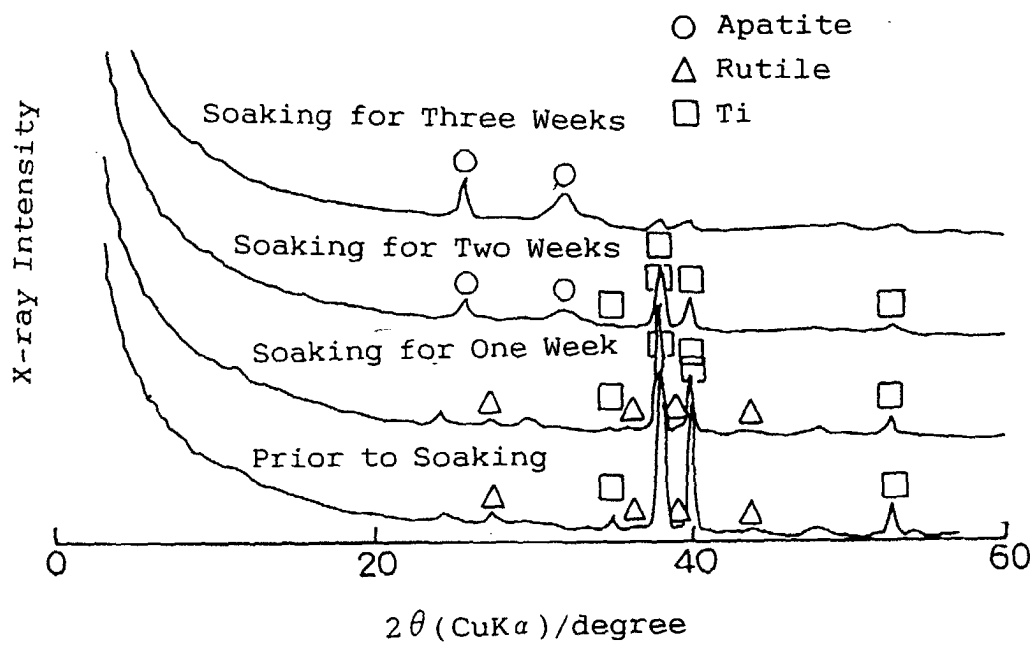 Apatite
Rutile
Ti
Soaking for Three Weeks
Soaking for Two Weeks
Soaking for One Week
Prior to Soaking
X-ray Intensity
0 20 40 60
2θ(CuKα)/degree